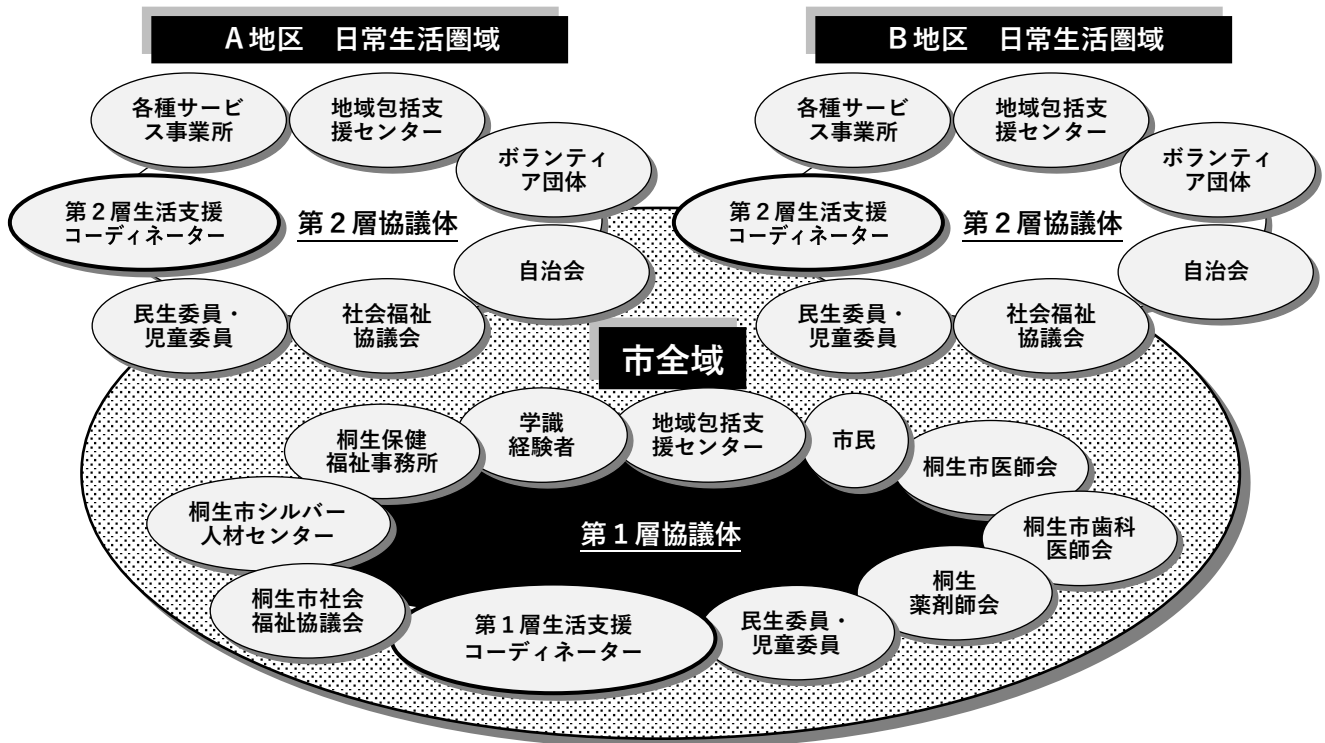 A地区　日常生活圏域
各種サービ
ス事業所
地域包括支
援センター
ボランティ
ア団体
第２層生活支援
コーディネーター
第２層協議体
自治会
民生委員・
児童委員
社会福祉
協議会
B地区　日常生活圏域
各種サービ
ス事業所
地域包括支
援センター
ボランティ
ア団体
第２層生活支援
コーディネーター
第２層協議体
自治会
民生委員・
児童委員
社会福祉
協議会
市全域
学識
経験者
地域包括支
援センター
市民
桐生保健
福祉事務所
桐生市医師会
桐生市シルバー
人材センター
第１層協議体
桐生市歯科
医師会
桐生
薬剤師会
桐生市社会
福祉協議会
第１層生活支援
コーディネーター
民生委員・
児童委員